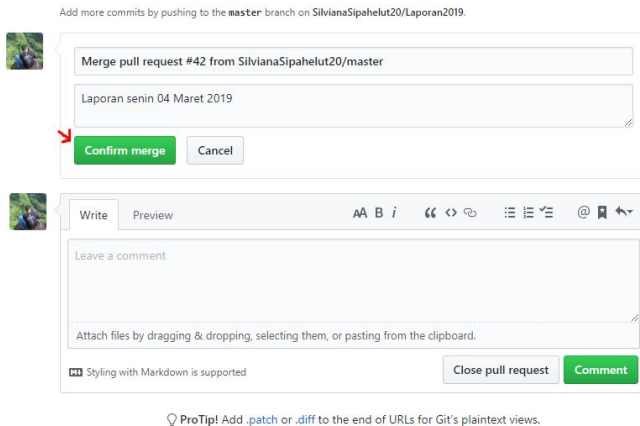 Add more commits by pushing to the master branch on SilvianaSipahelut20/Laporan2019.
Merge pull request #42 from SilvianaSipahelut20/master
Laporan senin 04 Maret 2019
Confirm merge Cancel
Write Preview AA B i
Leave a comment
Attach files by dragging & dropping, selecting them, or pasting from the clipboard.
Styling with Markdown is supported Close pull request Comment
ProTip! Add .patch or .diff to the end of URLs for Git's plaintext views.